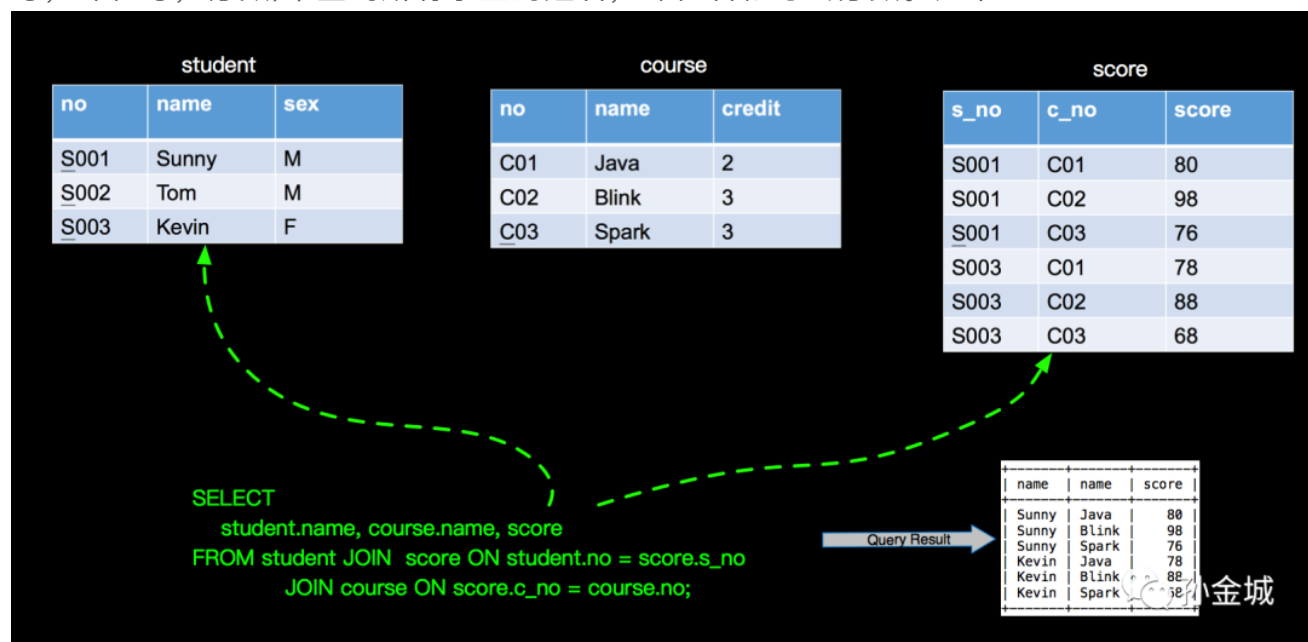 student
no name sex
S001 Sunny M
S002 Tom M
S003 Kevin F
course
no name credit
C01 Java 2
C02 Blink 3
C03 Spark 3
score
s_no c_no score
S001 C01 80
S001 C02 98
S001 C03 76
S003 C01 78
S003 C02 88
S003 C03 68
SELECT
student.name, course.name, score
FROM student JOIN score ON student.no = score.s_no
JOIN course ON score.c_no = course.no;
Query Result
| name | name | score |
| Sunny | Java | 80 |
| Sunny | Blink | 98 |
| Sunny | Spark | 76 |
| Kevin | Java | 78 |
| Kevin | Blink | 88 |
| Kevin | Spark | 68 |
孙金城